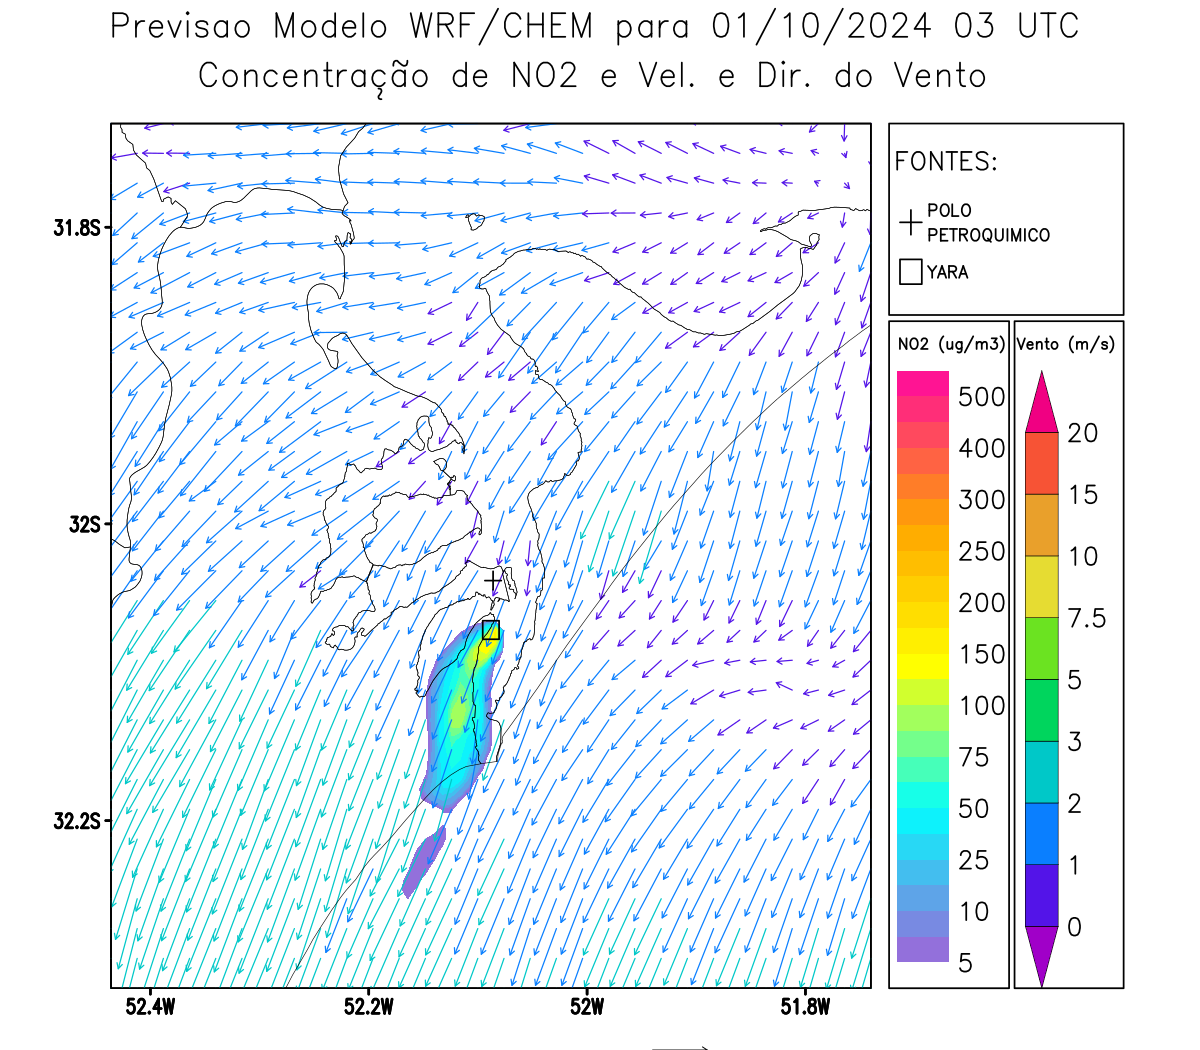 Previsao Modelo WRF/CHEM para 01/10/2024 03 UTC
Concentração de NO2 e Vel. e Dir. do Vento
FONTES:
POLO
PETROQUIMICO
YARA
NO2 (ug/m3)
500
400
300
250
200
150
100
75
50
25
10
5
Vento (m/s)
20
15
10
7.5
5
3
2
1
0
31.8S
32S
32.2S
52.4W
52.2W
52W
51.8W